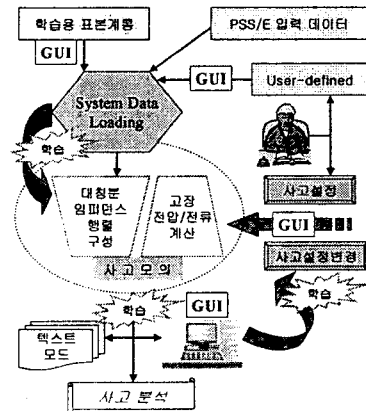 학습용 표본계통
PSS/E 입력 데이터
GUI
GUI
User-defined
System Data
Loading
학습
대칭분
임피던스
행렬
구성
고장
전압/전류
계산
사고설정
GUI
사고모의
사고설정변경
학습
GUI
학습
텍스트
모드
사고 분석